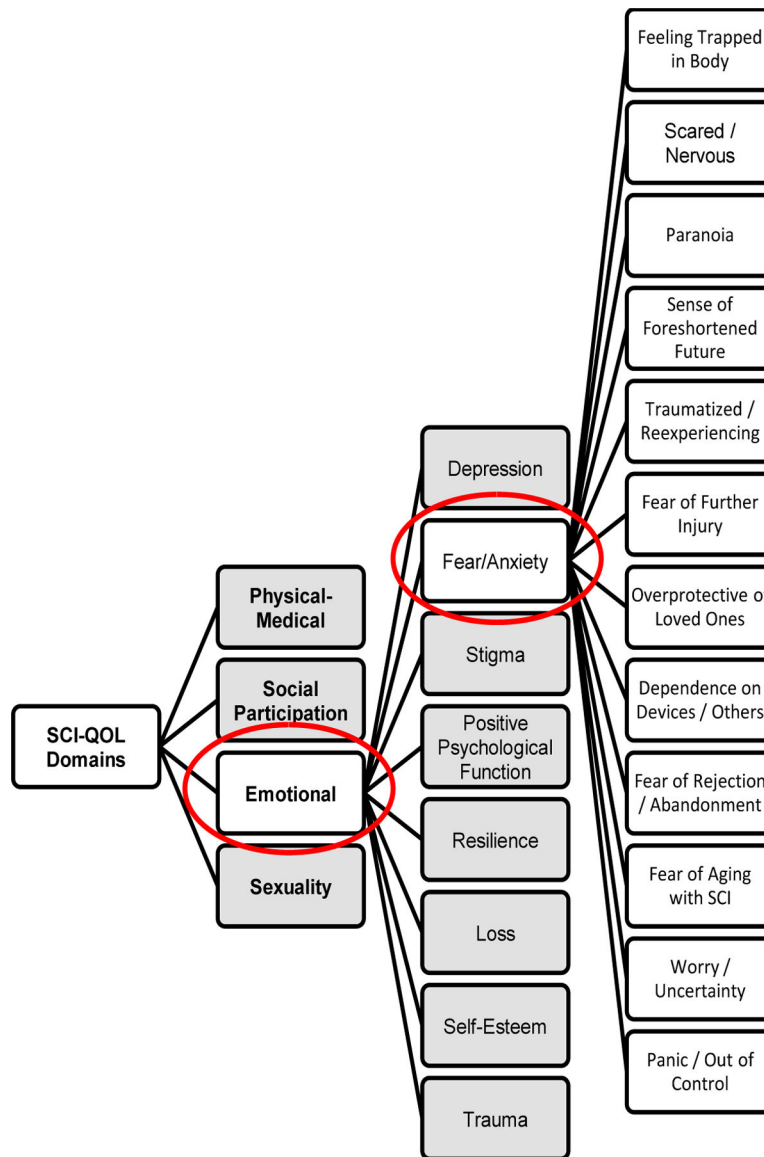 SCI-QOL
Domains
Physical-
Medical
Social
Participation
Emotional
Sexuality
Depression
Fear/Anxiety
Stigma
Positive
Psychological
Function
Resilience
Loss
Self-Esteem
Trauma
Feeling Trapped
in Body
Scared /
Nervous
Paranoia
Sense of
Foreshortened
Future
Traumatized /
Reexperiencing
Fear of Further
Injury
Overprotective of
Loved Ones
Dependence on
Devices / Others
Fear of Rejection
/ Abandonment
Fear of Aging
with SCI
Worry /
Uncertainty
Panic / Out of
Control